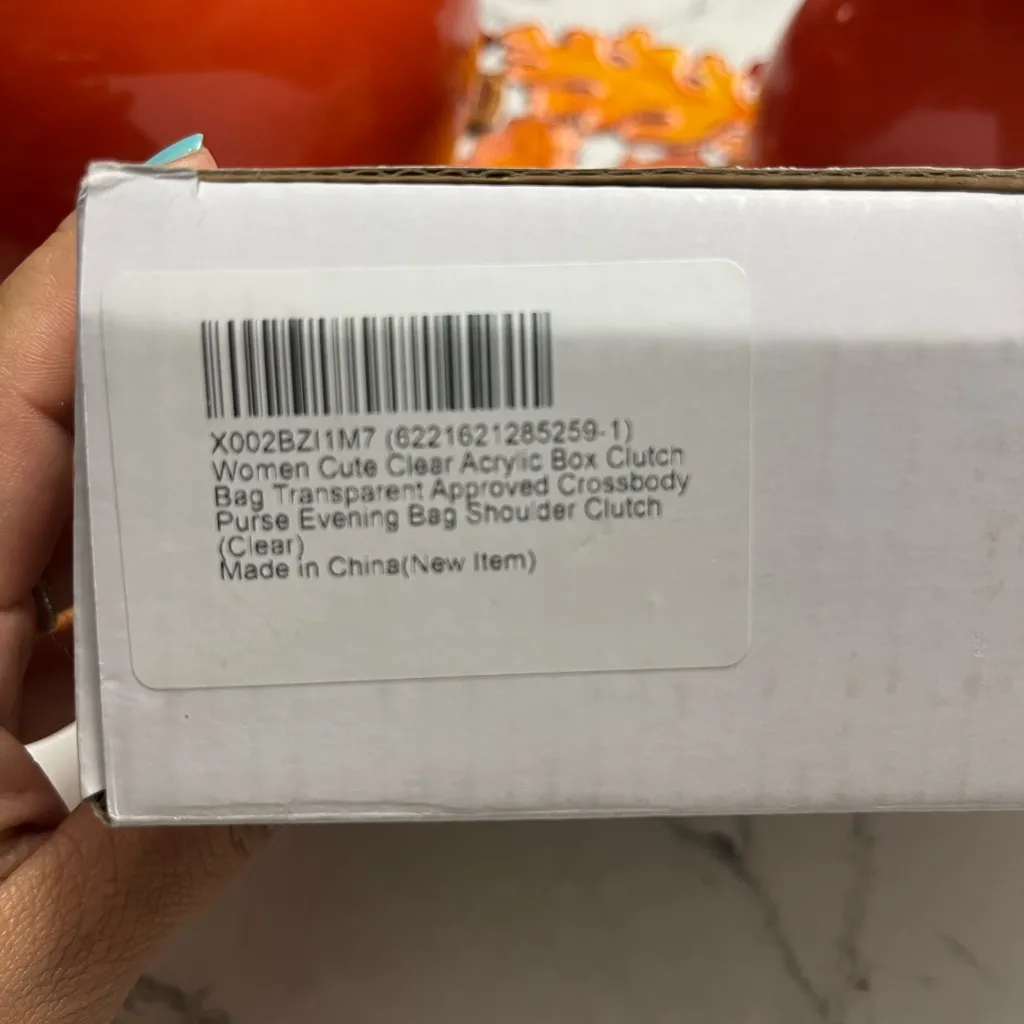 X002BZI1M7 (6221621285259-1)
Women Cute Clear Acrylic Box Clutch
Bag Transparent Approved Crossbody
Purse Evening Bag Shoulder Clutch
(Clear)
Made in China(New Item)